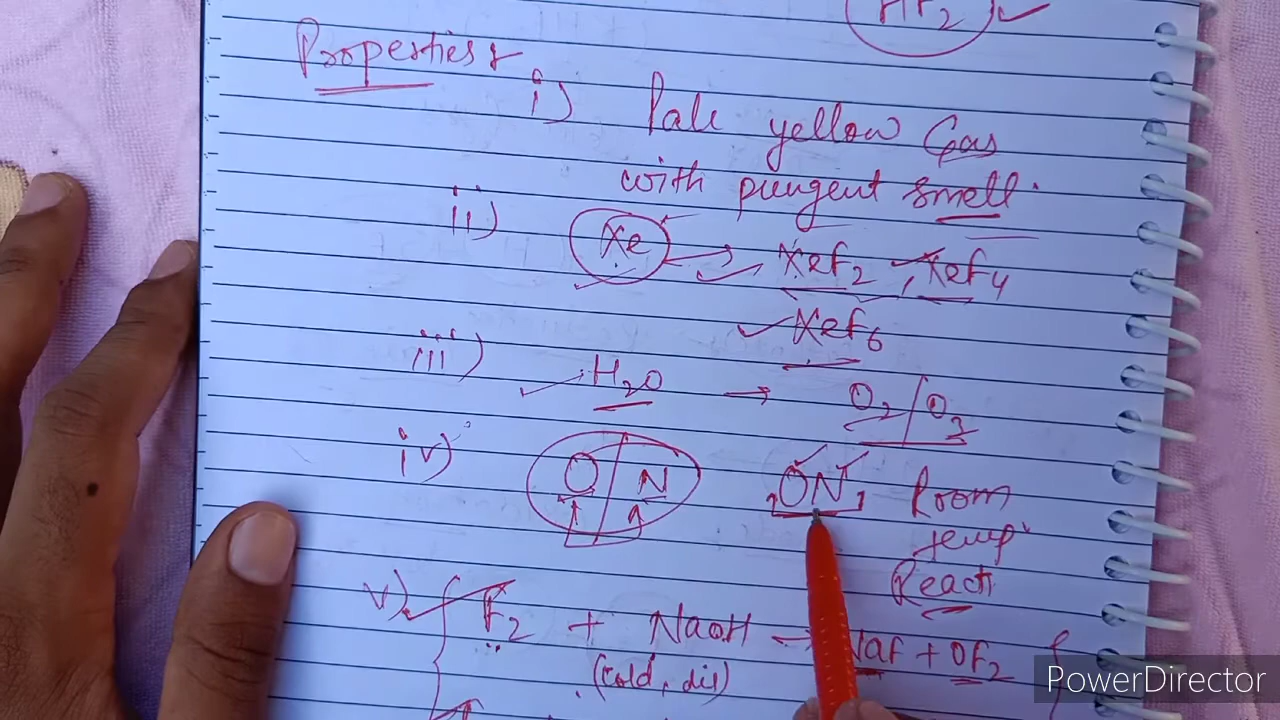 HF2
Properties
i) Pale yellow Gas
with pungent smell.
ii) Xe → XeF2, XeF4
XeF6
iii) H2O → O2/O3
iv) O/N ON Room
temp
React
v) F2 + NaOH → NaF + OF2
(cold, dil)
PowerDirector